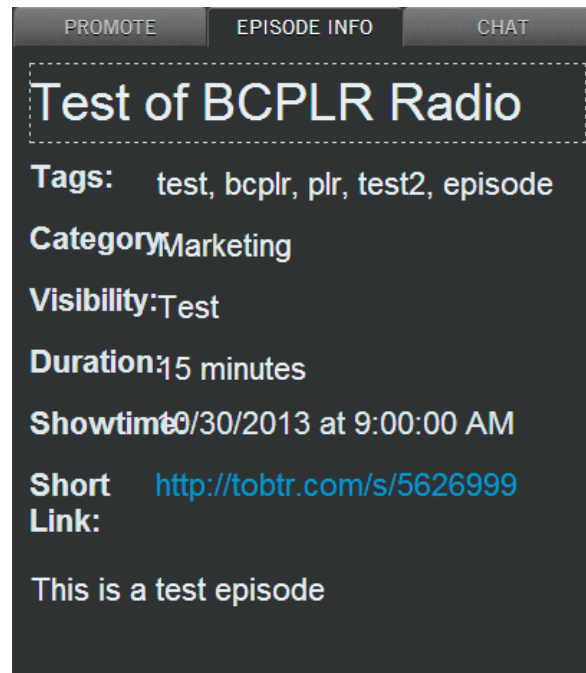 PROMOTE EPISODE INFO CHAT
Test of BCPLR Radio
Tags: test, bcplr, plr, test2, episode
Category: Marketing
Visibility: Test
Duration: 15 minutes
Showtime: 10/30/2013 at 9:00:00 AM
Short http://tobtr.com/s/5626999
Link:
This is a test episode